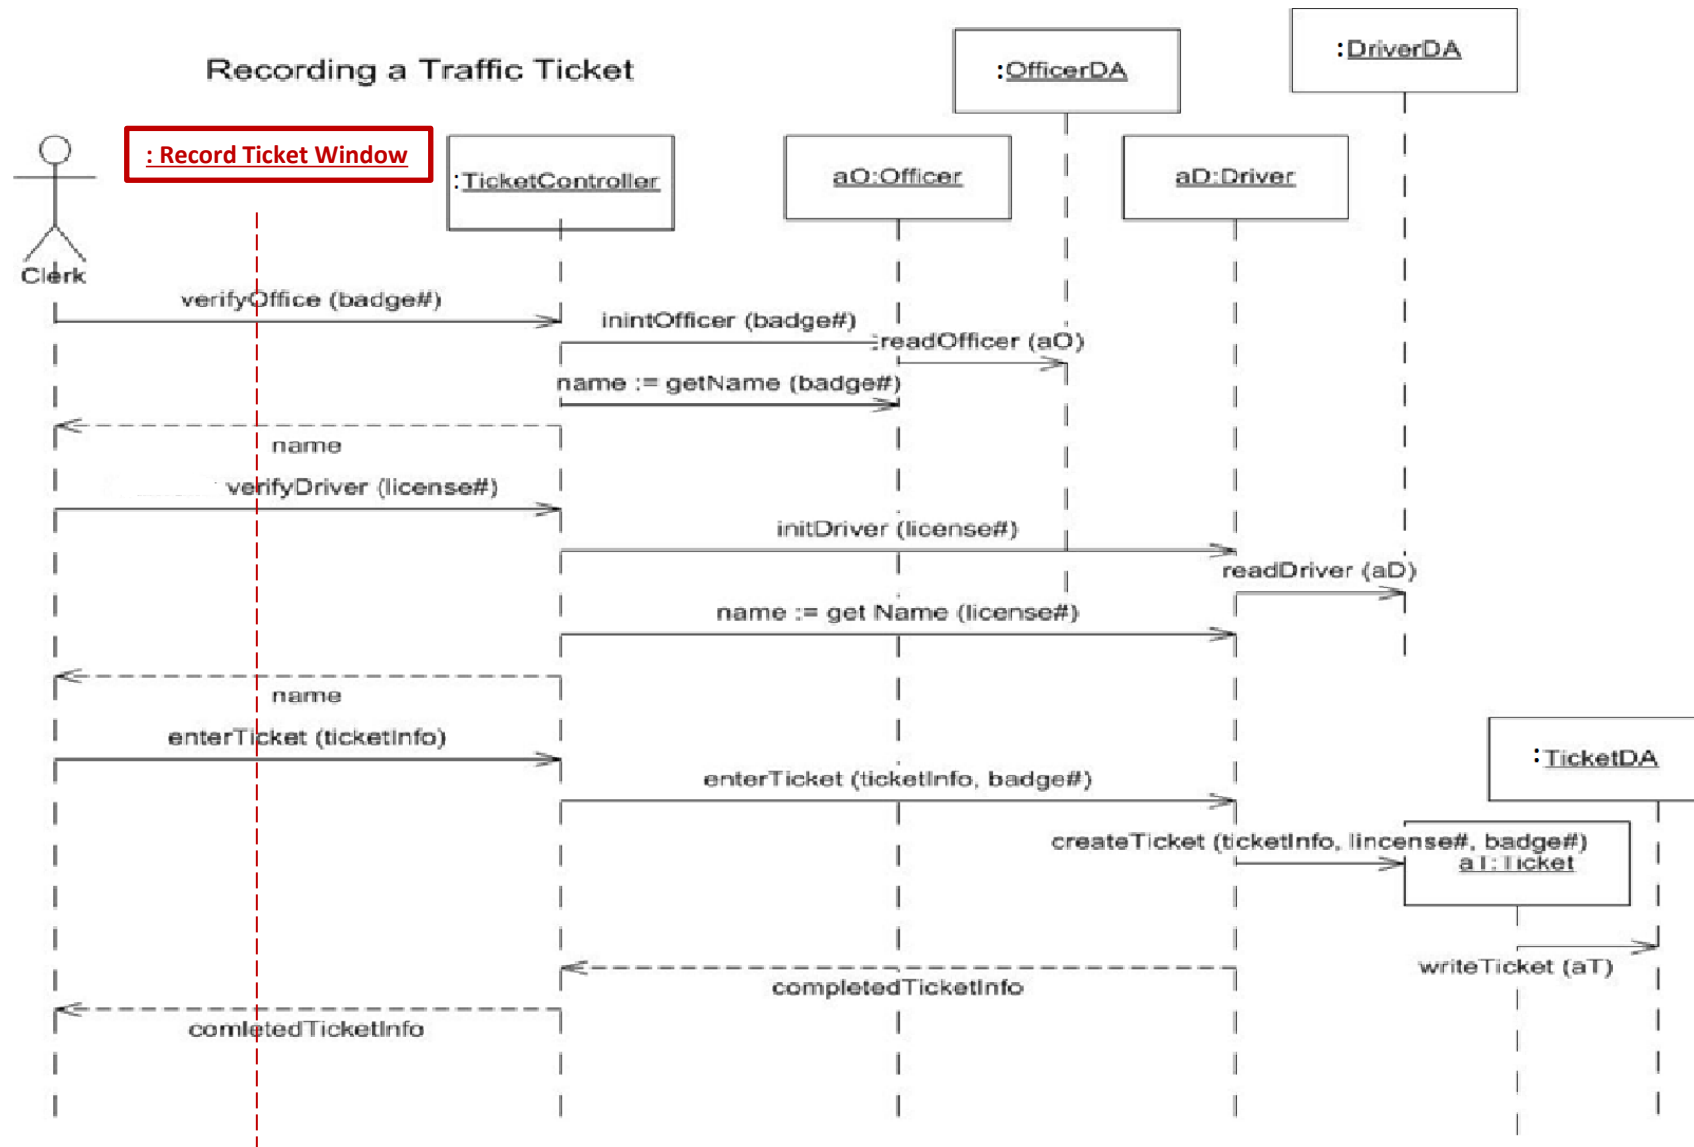 :DriverDA
:OfficerDA
Recording a Traffic Ticket
: Record Ticket Window
:TicketController
aO:Officer
aD:Driver
Clerk
verifyOffice (badge#)
inintOfficer (badge#)
:readOfficer (aO)
name := getName (badge#)
name
verifyDriver (license#)
initDriver (license#)
readDriver (aD)
name := get Name (license#)
name
enterTicket (ticketInfo)
:TicketDA
enterTicket (ticketInfo, badge#)
createTicket (ticketInfo, lincense#, badge#)
aT:Ticket
writeTicket (aT)
completedTicketInfo
comletedTicketInfo